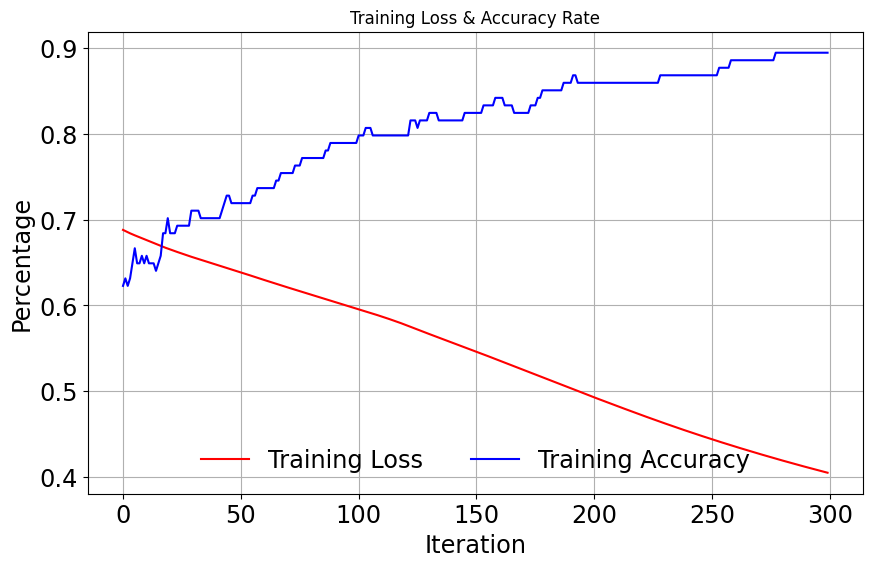 Training Loss & Accuracy Rate
Percentage
0.9
0.8
0.7
0.6
0.5
0.4
Training Loss
Training Accuracy
0 50 100 150 200 250 300
Iteration